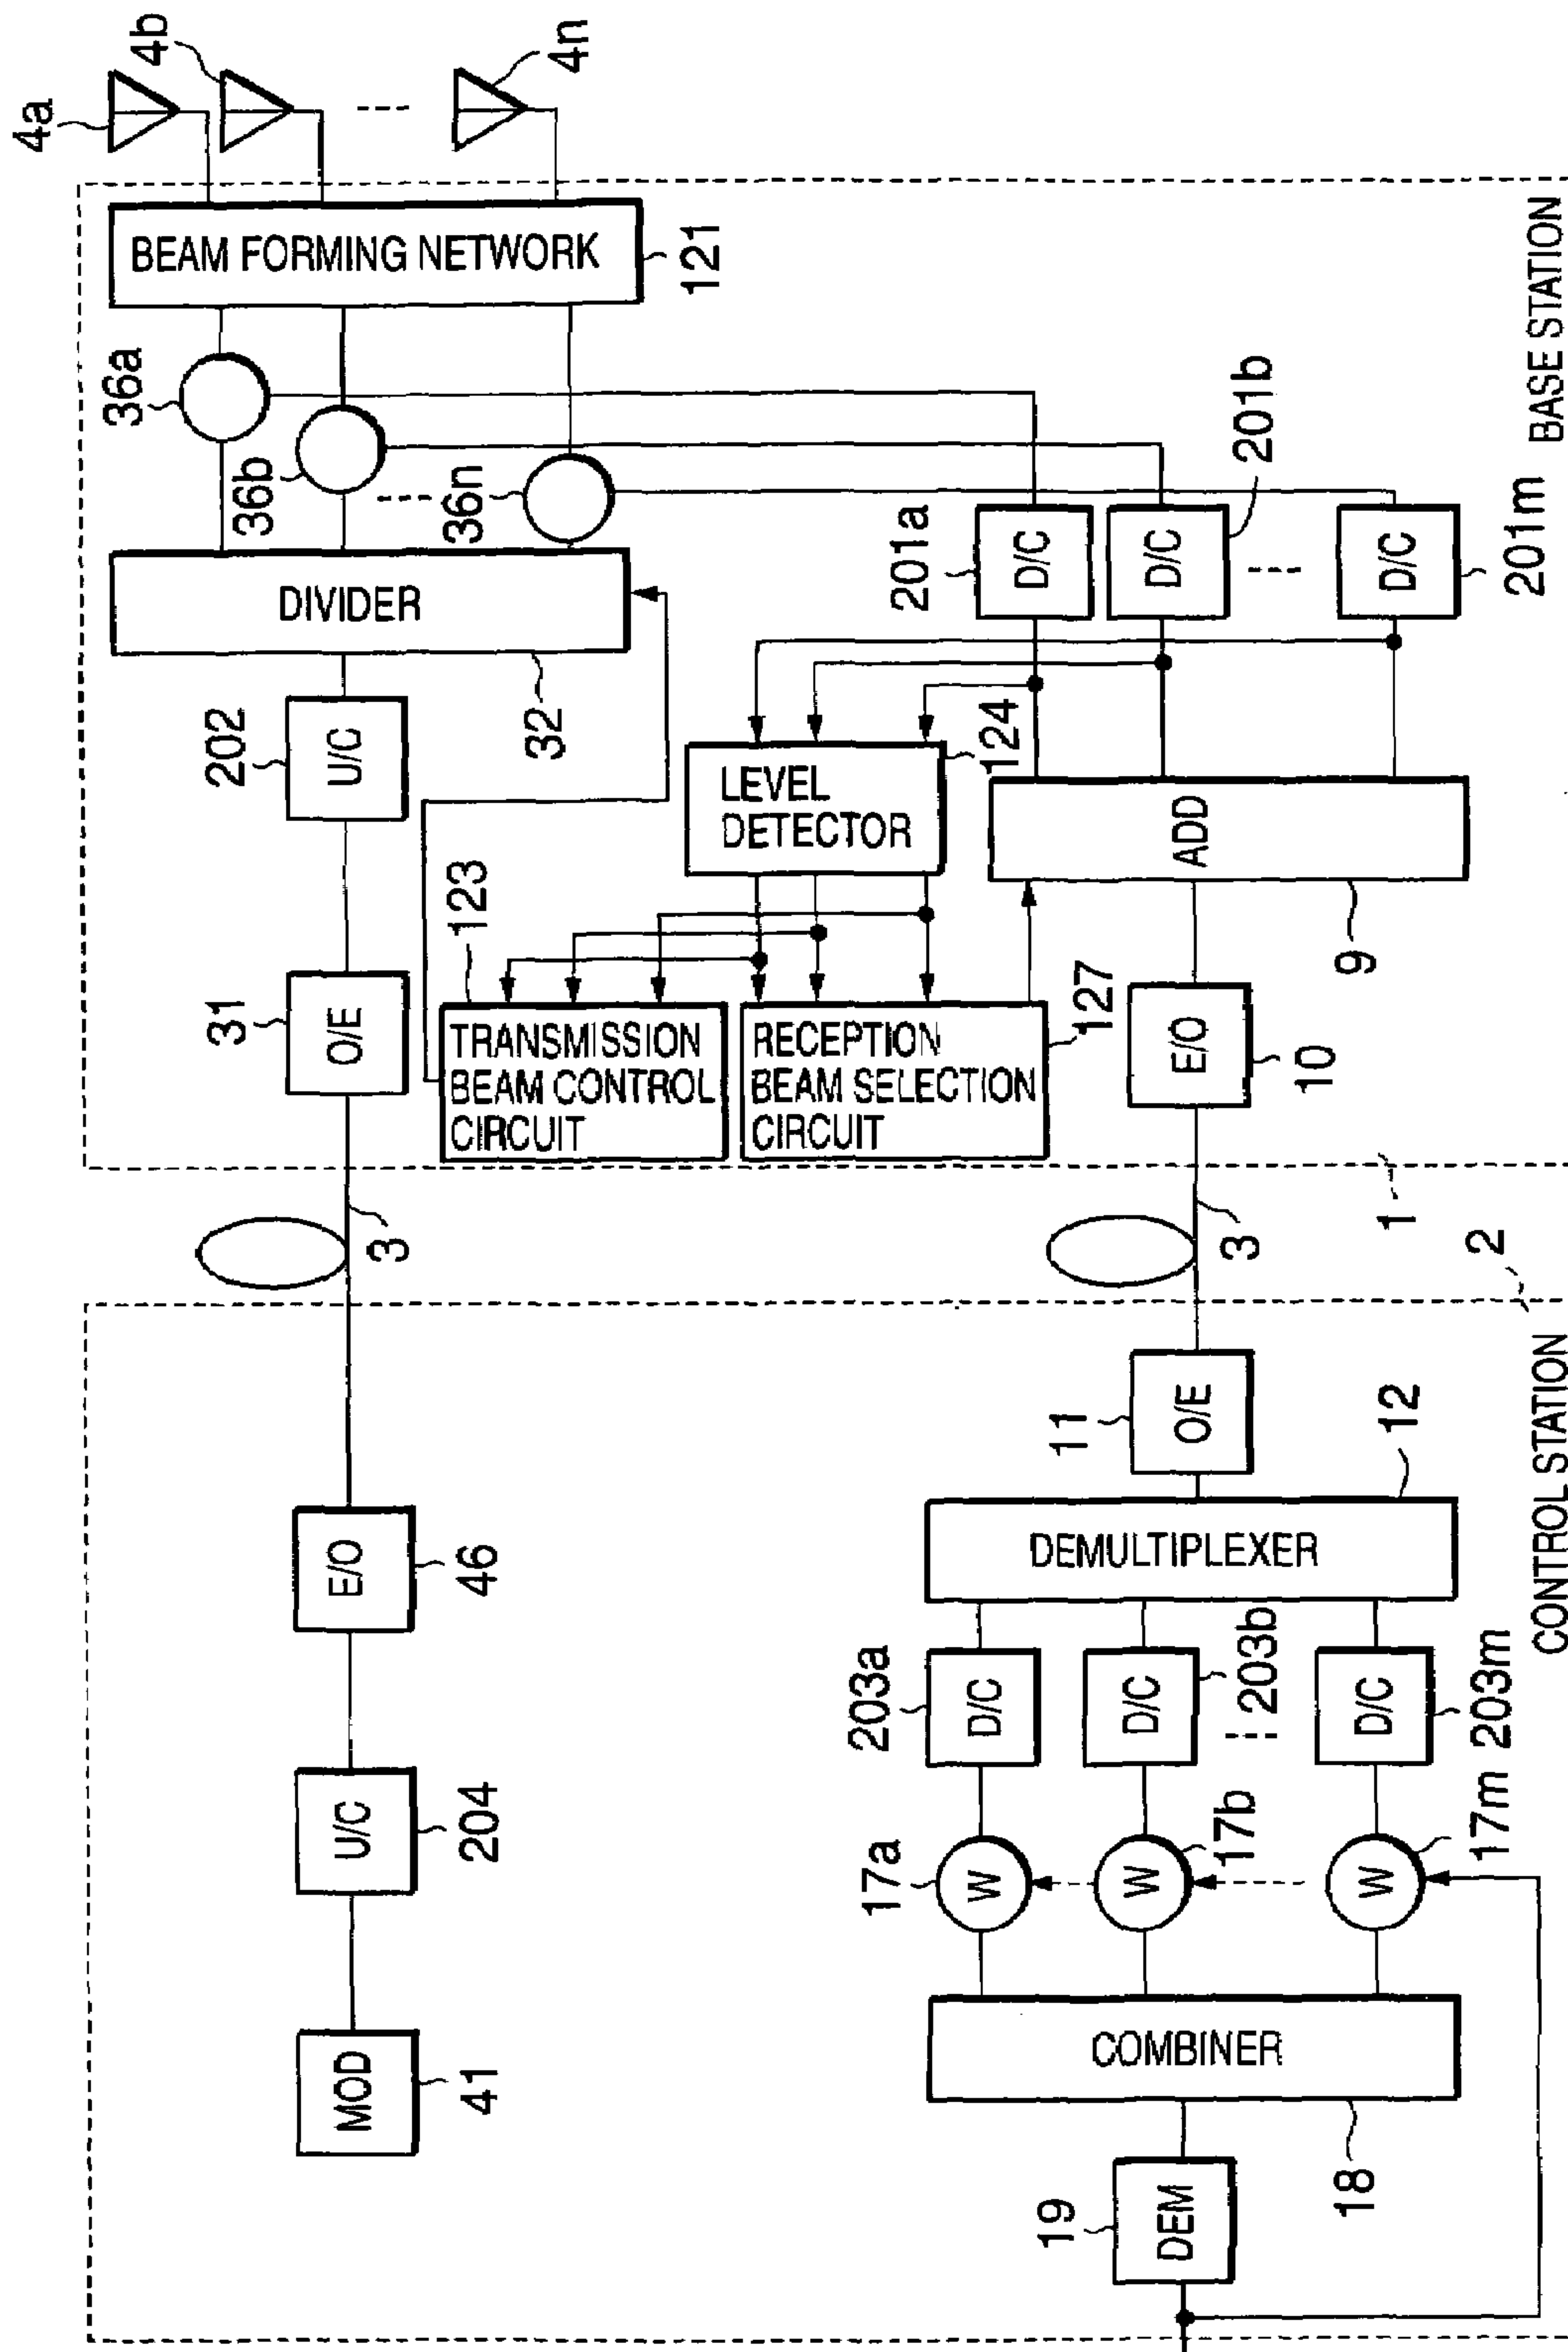 4a
4b
4n
BEAM FORMING NETWORK
121
36a
36b
36n
DIVIDER
32
202
U/C
31
O/E
201a
D/C
201b
D/C
201m
D/C
LEVEL
DETECTOR
124
ADD
9
123
TRANSMISSION
BEAM CONTROL
CIRCUIT
RECEPTION
BEAM SELECTION
CIRCUIT
127
E/O
10
BASE STATION
1
3
3
2
CONTROL STATION
11
O/E
12
DEMULTIPLEXER
E/O
46
203a
D/C
203b
D/C
203m
D/C
U/C
204
17a
W
17b
W
17m
W
MOD
41
COMBINER
18
19
DEM